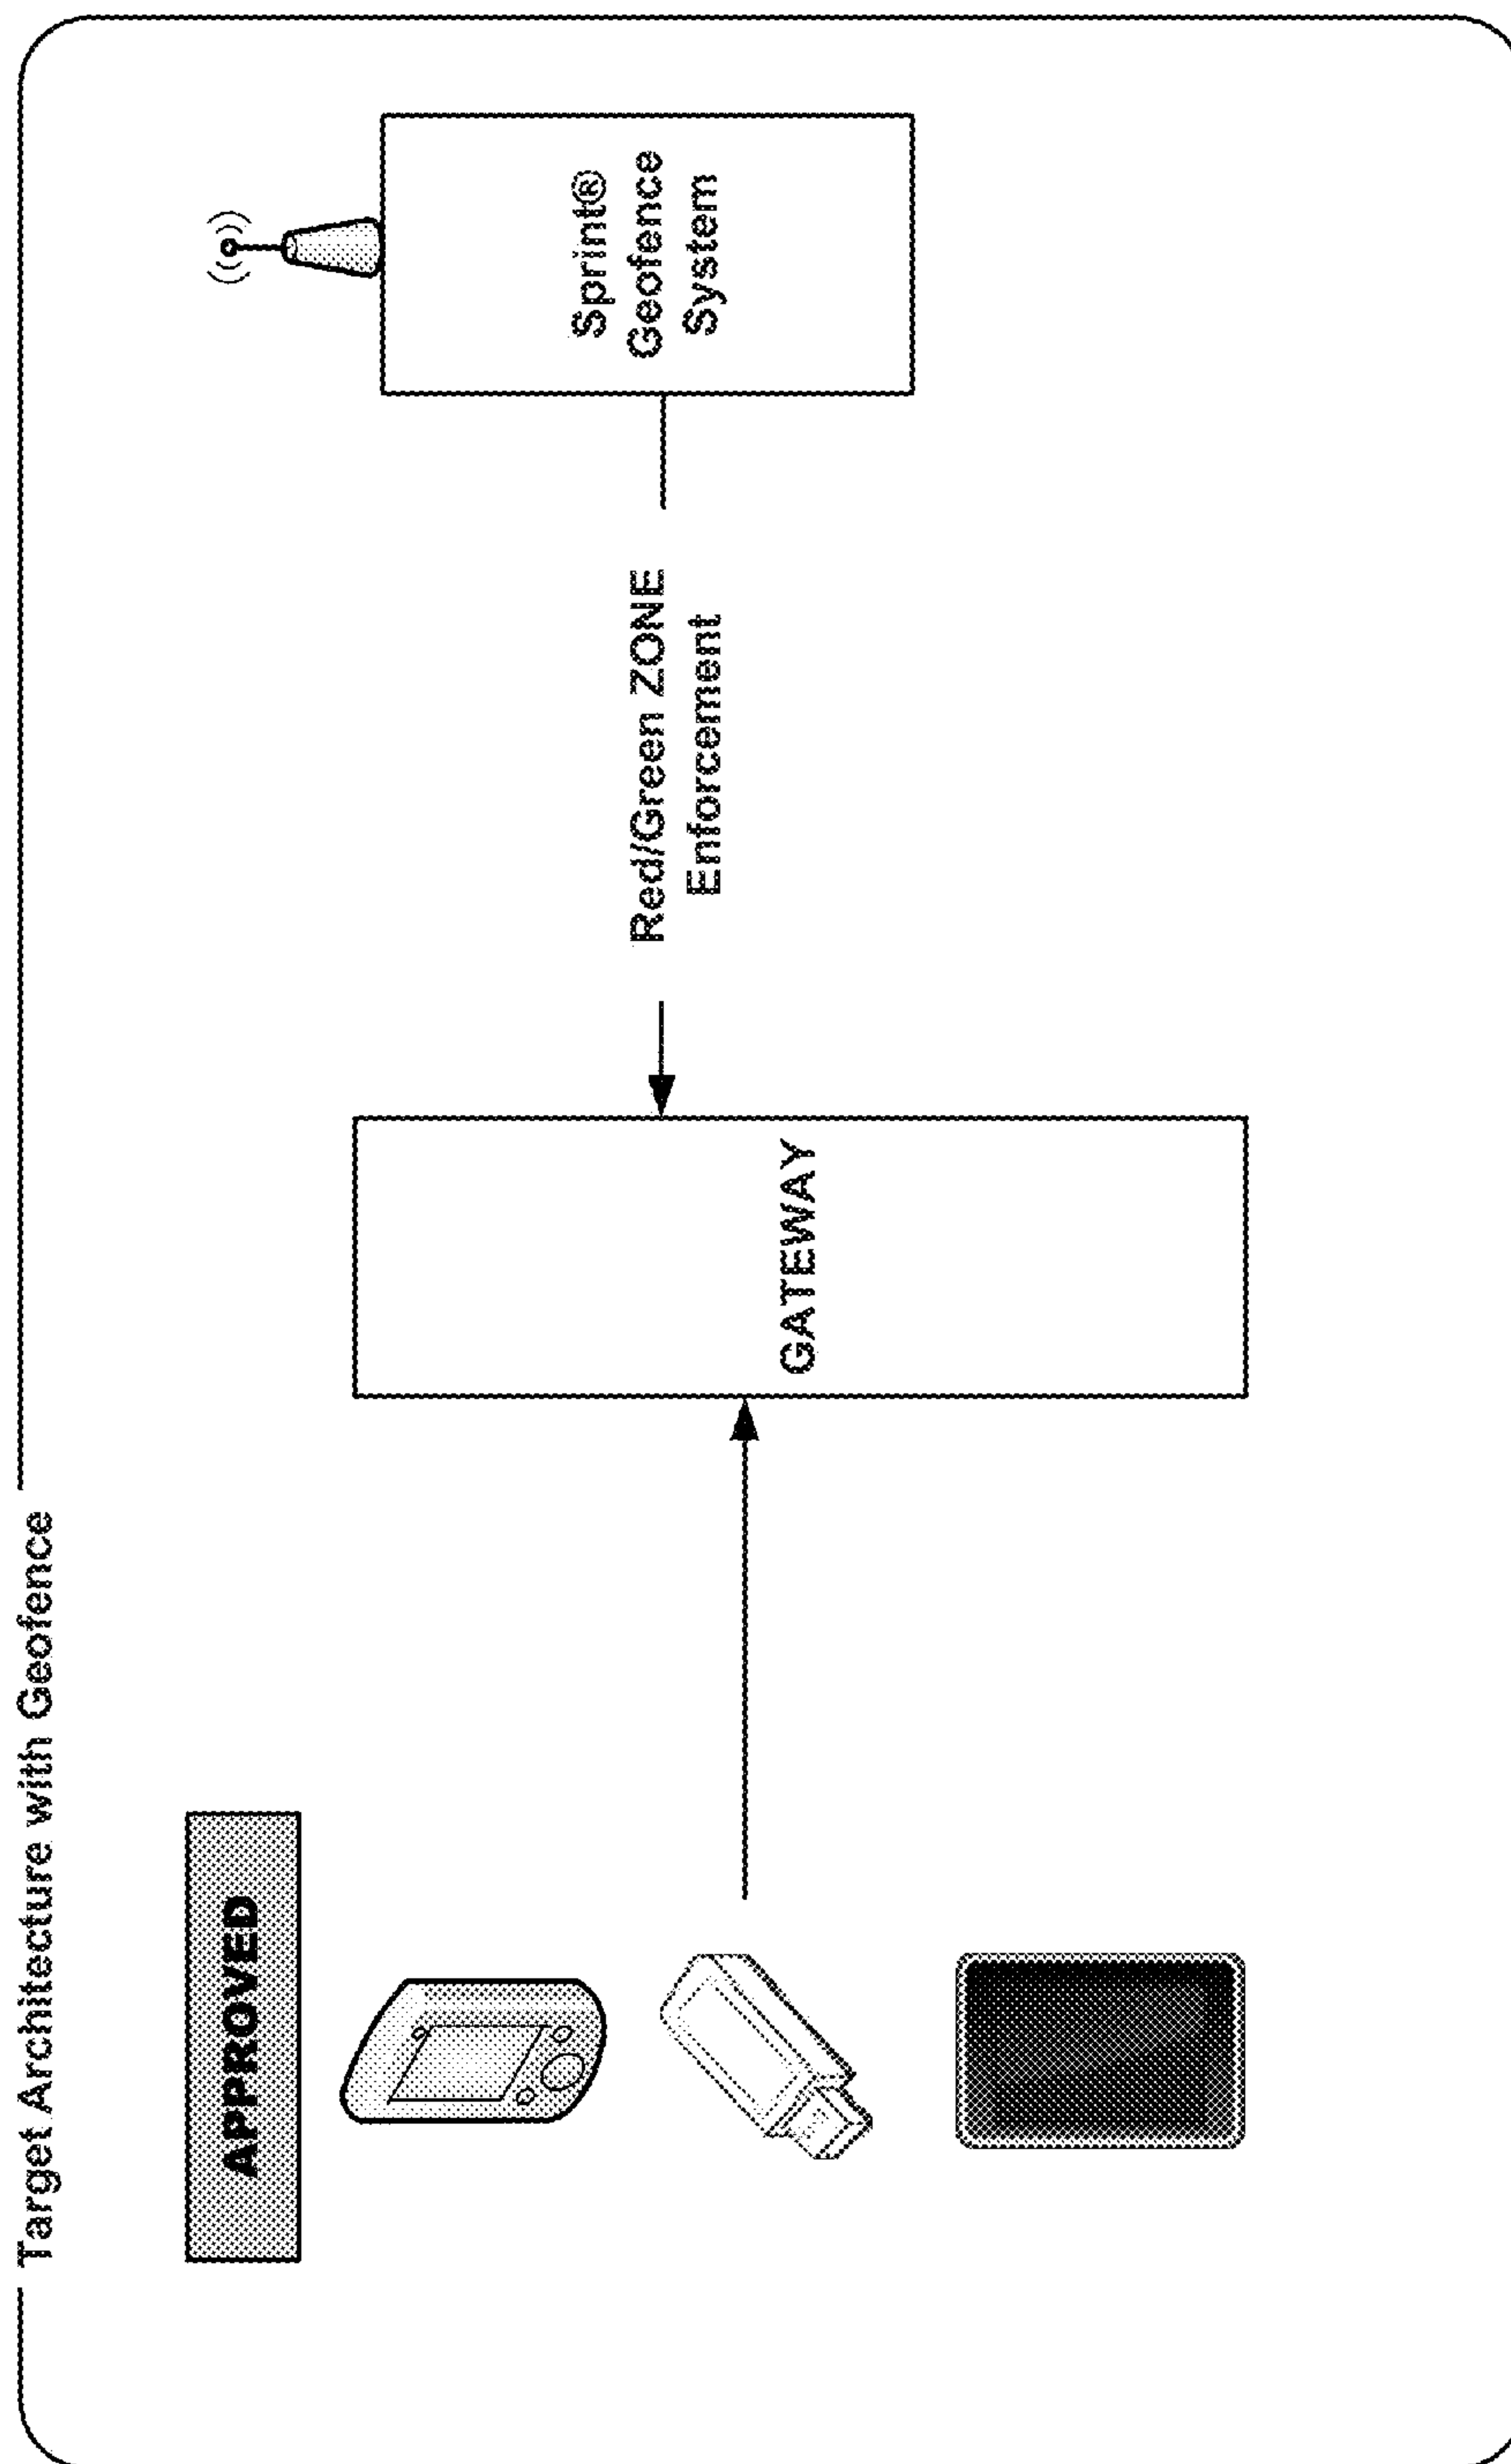 Target Architecture with Geofence
APPROVED
GATEWAY
Red/Green ZONE
Enforcement
Sprint®
Geofence
System